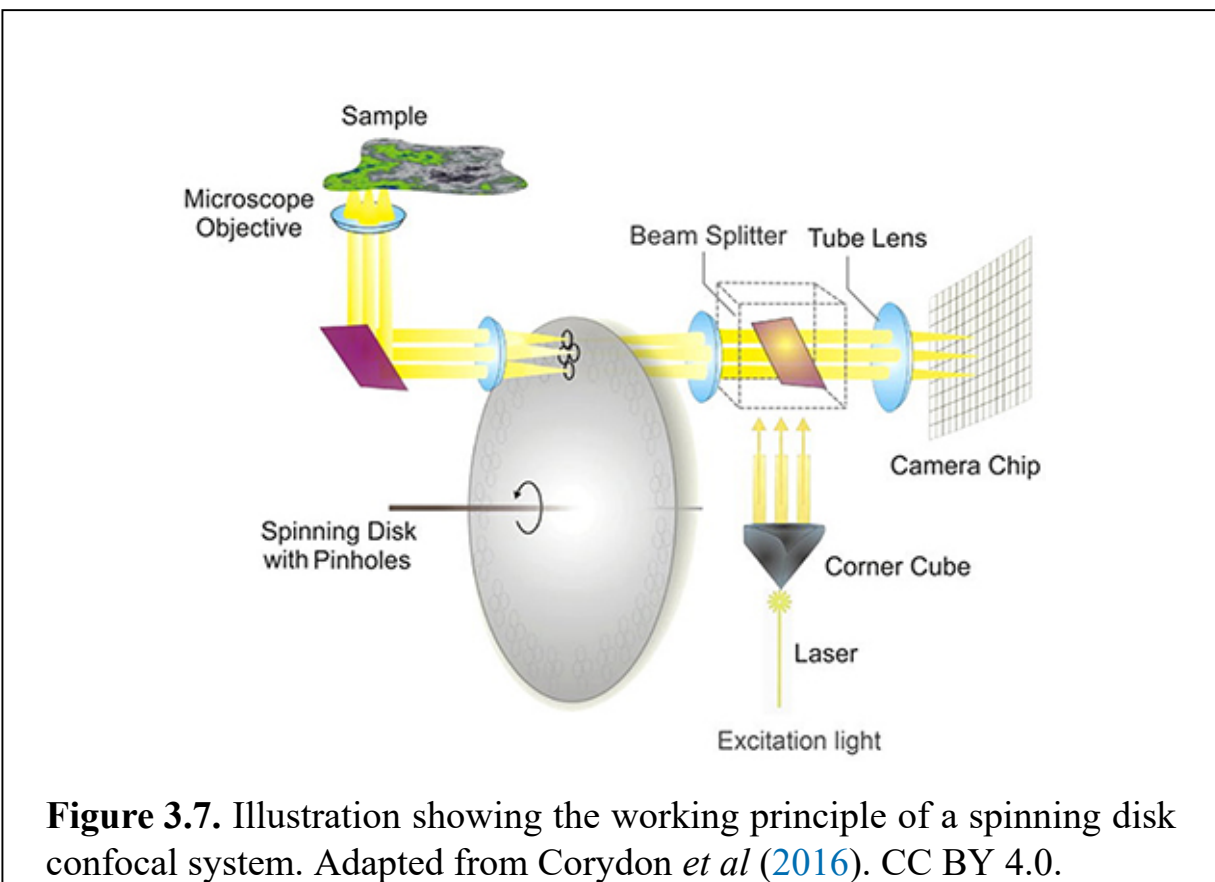 Sample
Microscope
Objective
Beam Splitter
Tube Lens
Camera Chip
Spinning Disk
with Pinholes
Corner Cube
Laser
Excitation light
Figure 3.7. Illustration showing the working principle of a spinning disk
confocal system. Adapted from Corydon et al (2016). CC BY 4.0.